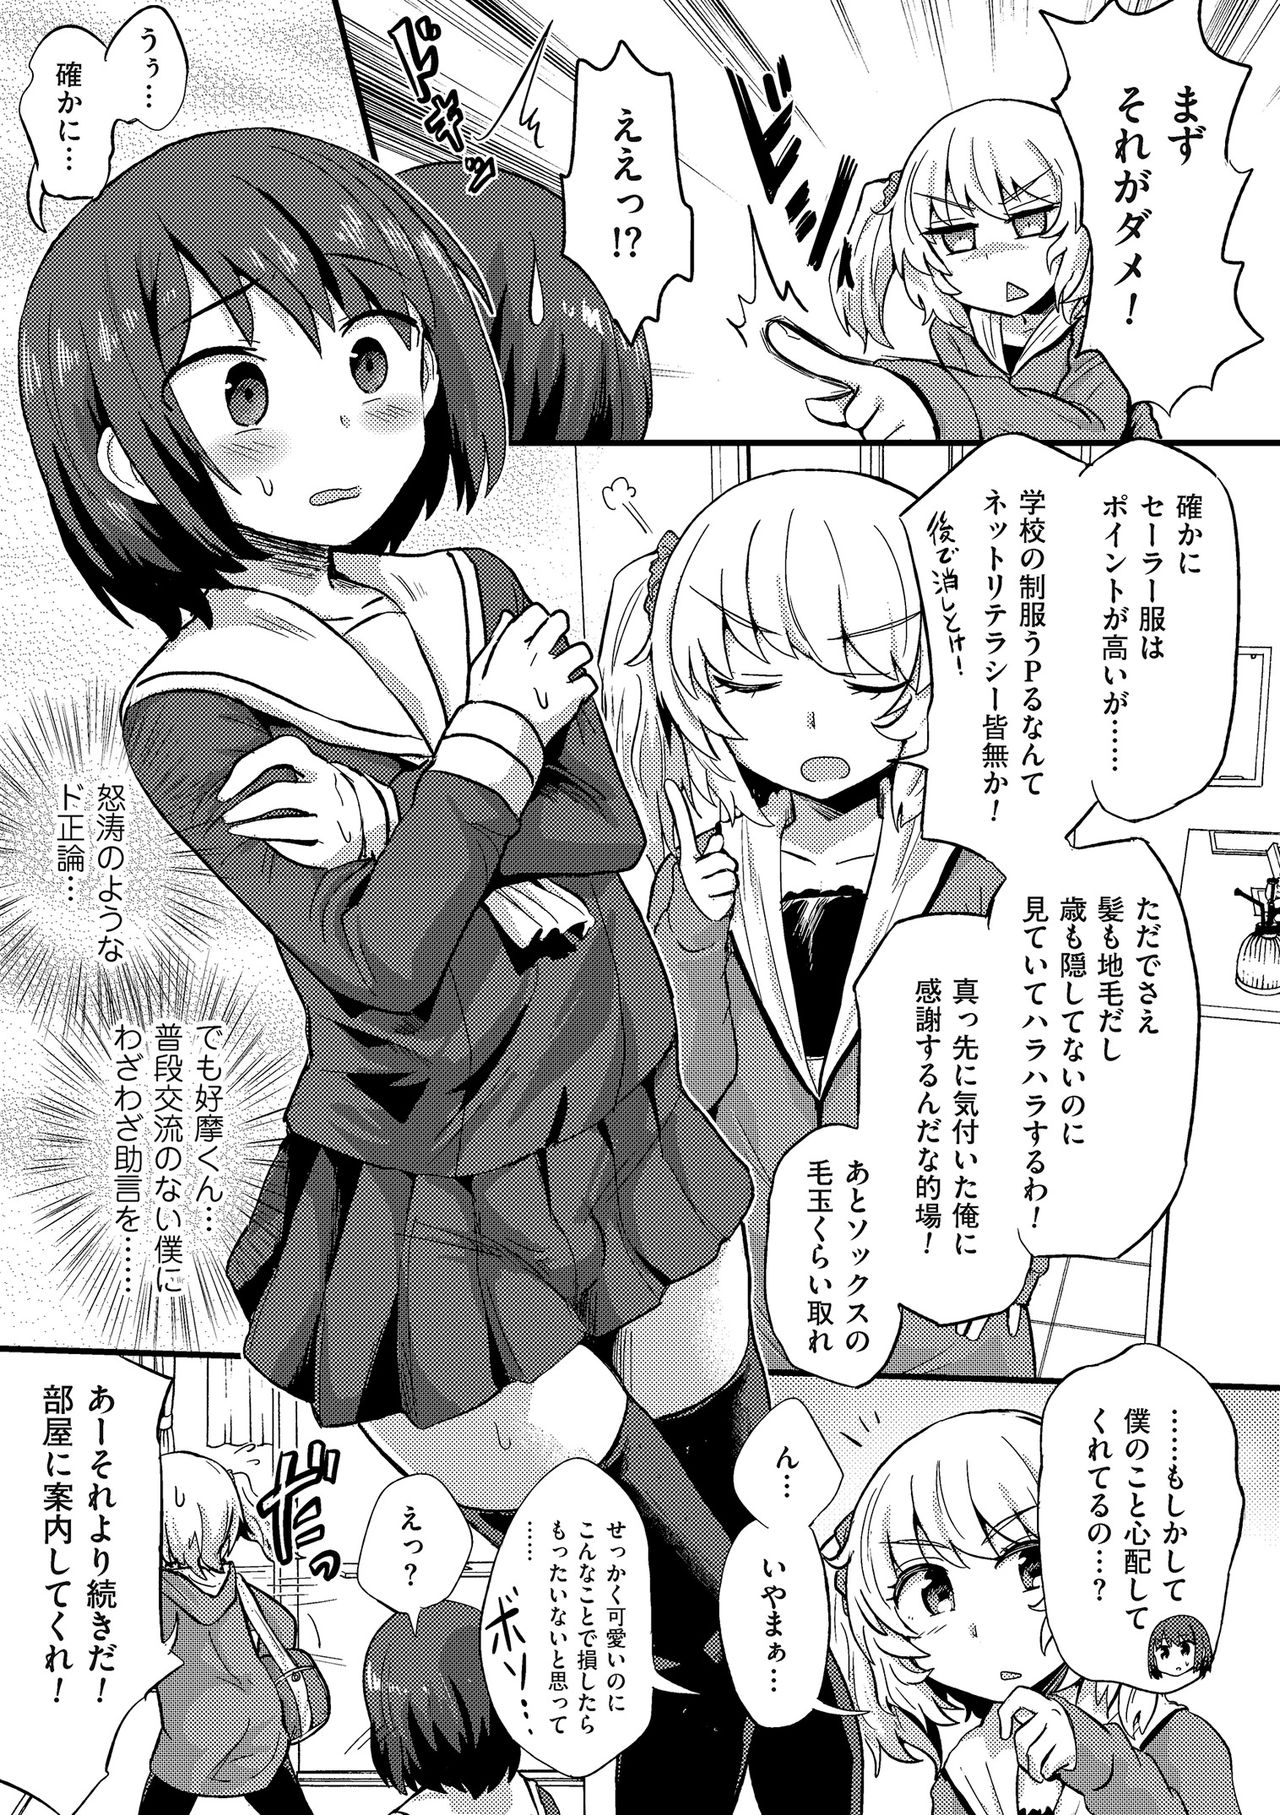 まず
それがダメ!
ビシッ
ええっ!?
ドギィ
うぅ…
確かに…
確かに
セーラー服は
ポイントが高いが……
学校の制服うPるなんて
ネットリテラシー皆無か!
後で消しとけ!
ただでさえ
髪も地毛だし
歳も隠してないのに
見ていてハラハラするわ!
真っ先に気付いた俺に
感謝するんだな的場!
あとソックスの
毛玉くらい取れ
怒涛のような
ド正論…
でも好摩くん…
普段交流のない僕に
わざわざ助言を……
……もしかして
僕のこと心配して
くれてるの…?
ん…
いやまぁ…
せっかく可愛いのに
こんなことで損したら
もったいないと思って
……
ボソ…
えっ?
あーそれより続きだ!
部屋に案内してくれ!
だっ